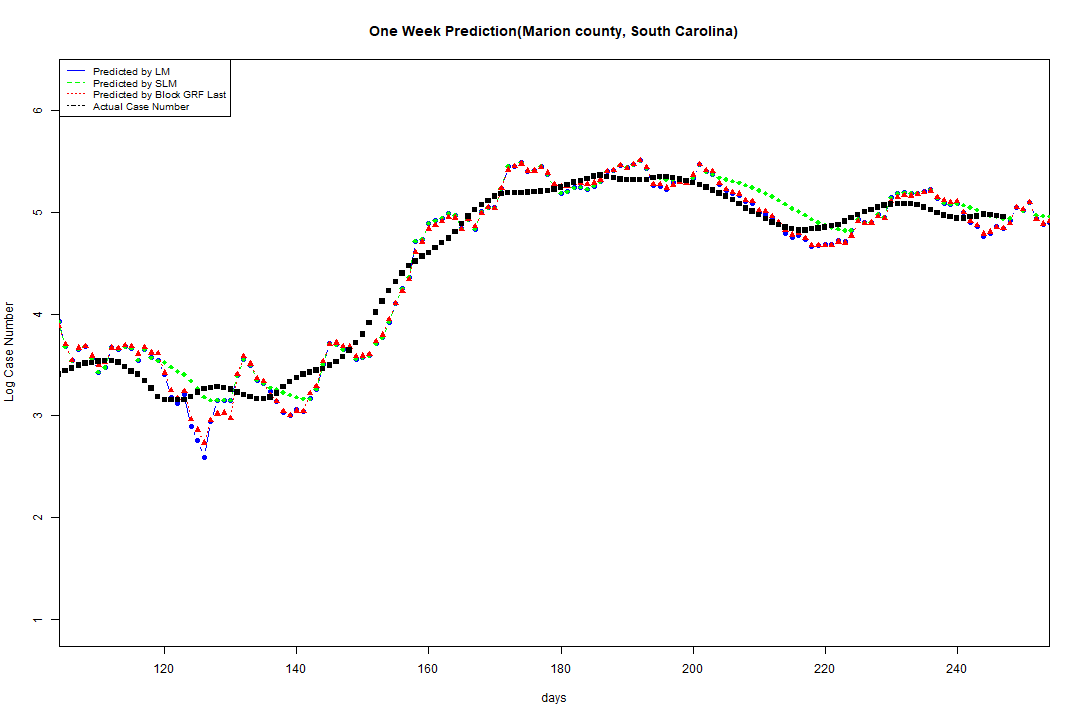 One Week Prediction(Marion county, South Carolina)
Predicted by LM
Predicted by SLM
Predicted by Block GRF Last
Actual Case Number
6
5
4
3
2
1
Log Case Number
120 140 160 180 200 220 240
days